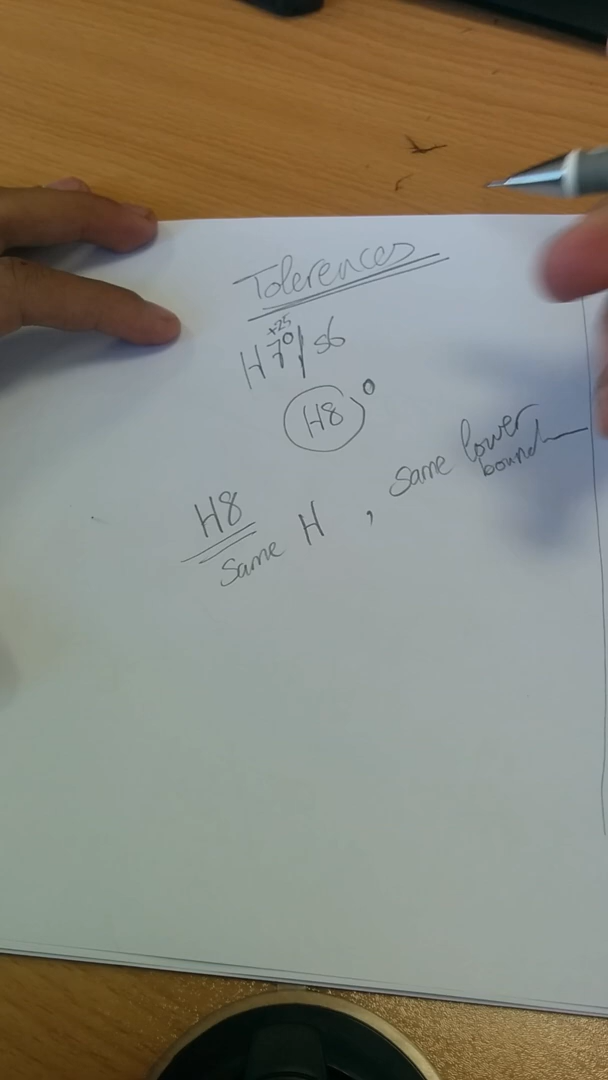 Tolerences
+25
H7 0/s6
H8 0
H8
same H , same lower
bound